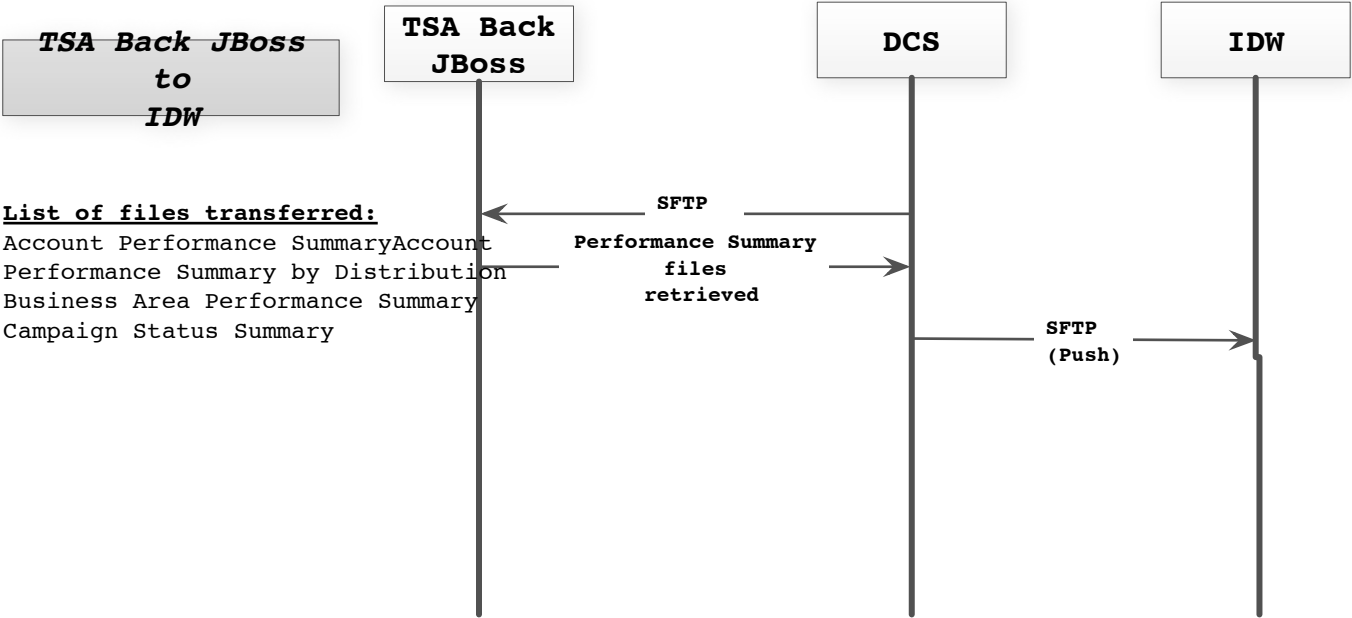 TSA Back JBoss
to
IDW
TSA Back
JBoss
DCS
IDW
List of files transferred:
Account Performance SummaryAccount
Performance Summary by Distribution
Business Area Performance Summary
Campaign Status Summary
SFTP
Performance Summary
files
retrieved
SFTP
(Push)